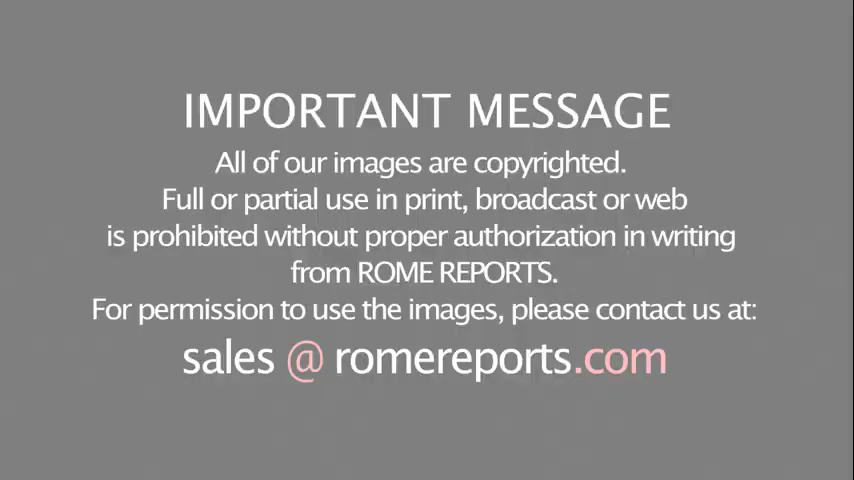 IMPORTANT MESSAGE
All of our images are copyrighted.
Full or partial use in print, broadcast or web
is prohibited without proper authorization in writing
from ROME REPORTS.
For permission to use the images, please contact us at:
sales @ romereports.com